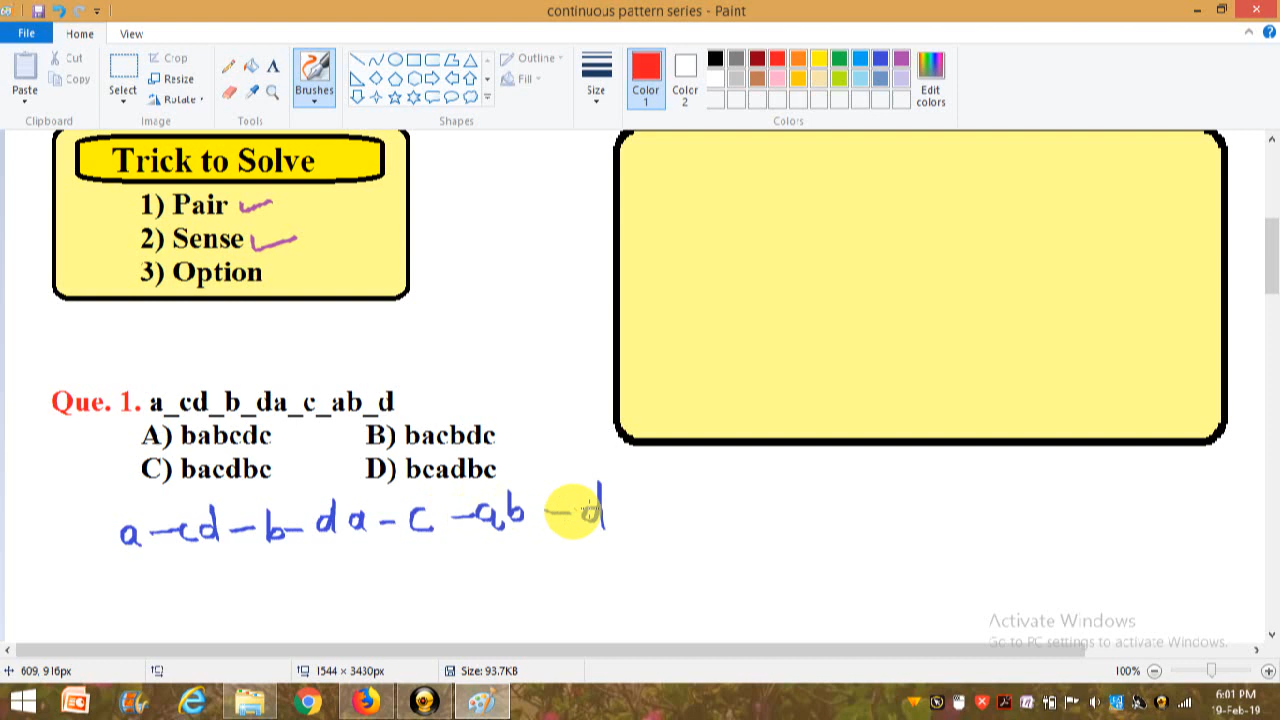 continuous pattern series - Paint
File Home View
Paste
Cut
Copy
Clipboard
Select
Crop
Resize
Rotate
Image
Tools
Brushes
Shapes
Outline
Fill
Size
Color 1
Color 2
Edit colors
Colors
Trick to Solve
1) Pair
2) Sense
3) Option
Que. 1. a_cd_b_da_c_ab_d
A) babcdc B) bacbdc
C) bacdbc D) bcadbc
a-cd-b-da-c-ab-d
Activate Windows
Go to PC settings to activate Windows.
609, 916px 1544 × 3430px Size: 93.7KB 100%
6:01 PM
19-Feb-19